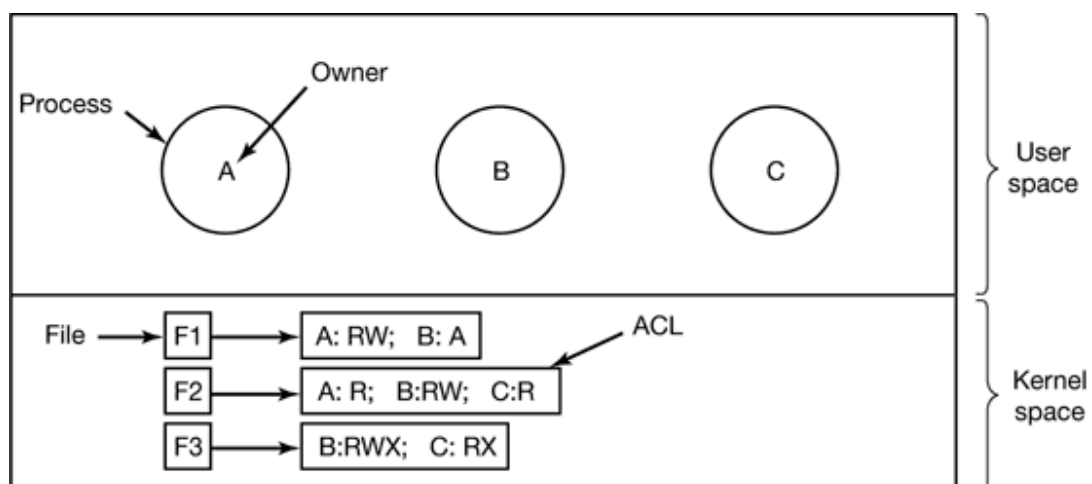 Owner
Process
A
B
C
User
space
File
F1
A: RW; B: A
ACL
F2
A: R; B:RW; C:R
F3
B:RWX; C: RX
Kernel
space